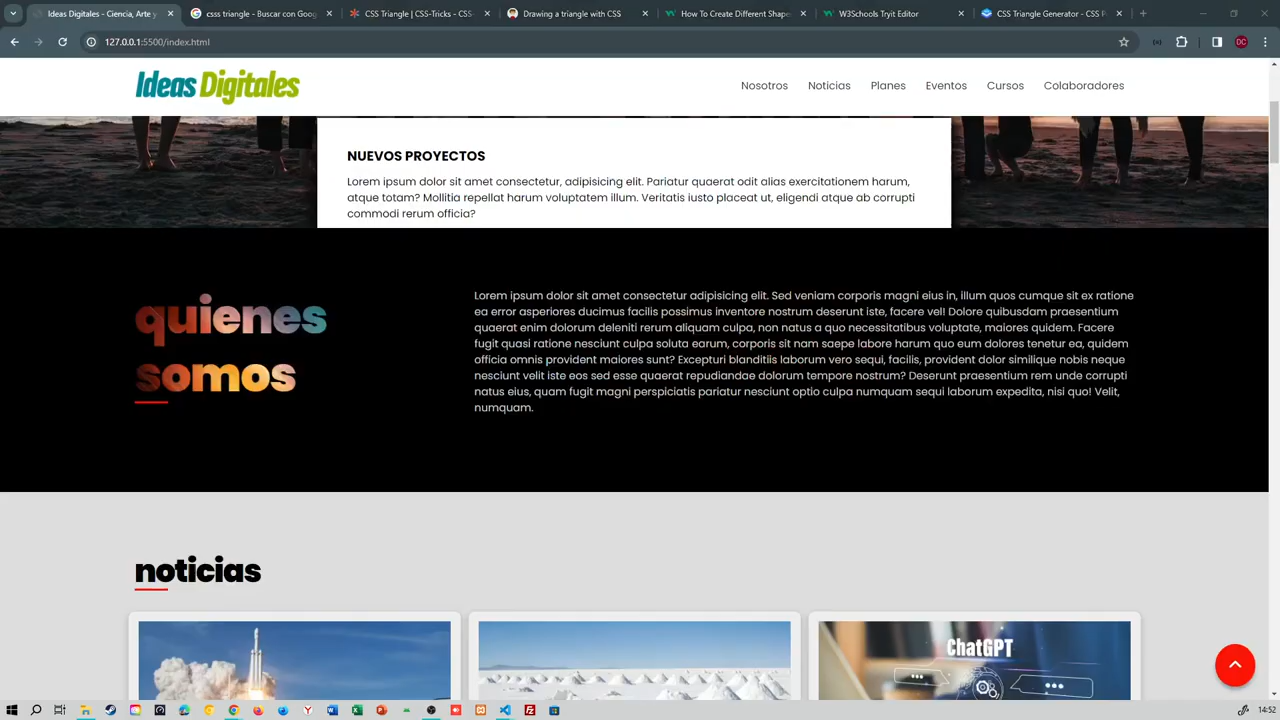 Ideas Digitales – Ciencia, Arte y
css triangle - Buscar con Goog
CSS Triangle | CSS-Tricks - CSS-
Drawing a triangle with CSS
How To Create Different Shape
W3Schools Tryit Editor
CSS Triangle Generator - CSS P
127.0.0.1:5500/index.html
DC
Ideas Digitales
Nosotros
Noticias
Planes
Eventos
Cursos
Colaboradores
NUEVOS PROYECTOS
Lorem ipsum dolor sit amet consectetur, adipisicing elit. Pariatur quaerat odit alias exercitationem harum,
atque totam? Mollitia repellat harum voluptatem illum. Veritatis iusto placeat ut, eligendi atque ab corrupti
commodi rerum officia?
quienes
somos
Lorem ipsum dolor sit amet consectetur adipisicing elit. Sed veniam corporis magni eius in, illum quos cumque sit ex ratione
ea error asperiores ducimus facilis possimus inventore nostrum deserunt iste, facere vel! Dolore quibusdam praesentium
quaerat enim dolorum deleniti rerum aliquam culpa, non natus a quo necessitatibus voluptate, maiores quidem. Facere
fugit quasi ratione nesciunt culpa soluta earum, corporis sit nam saepe labore harum quo eum dolores tenetur ea, quidem
officia omnis provident maiores sunt? Excepturi blanditiis laborum vero sequi, facilis, provident dolor similique nobis neque
nesciunt velit iste eos sed esse quaerat repudiandae dolorum tempore nostrum? Deserunt praesentium rem unde corrupti
natus eius, quam fugit magni perspiciatis pariatur nesciunt optio culpa numquam sequi laborum expedita, nisi quo! Velit,
numquam.
noticias
ChatGPT
14:52